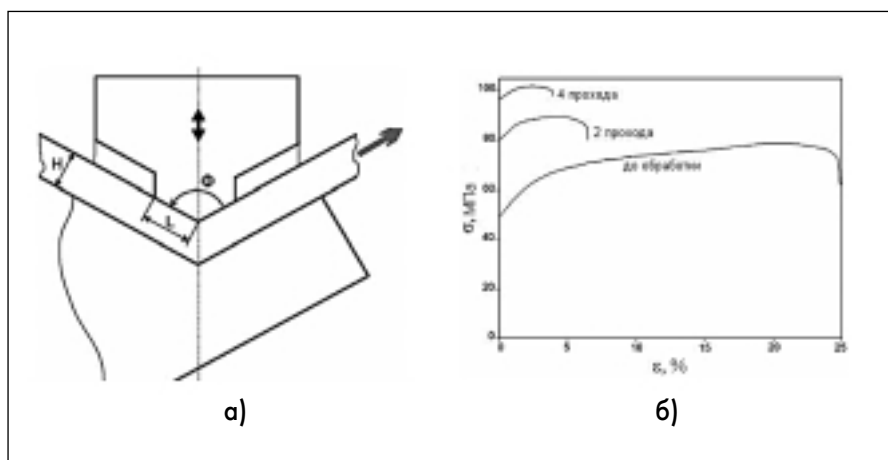 H
L
Φ
а)
σ, МПа
100
80
60
40
20
0
4 прохода
2 прохода
до обработки
0
5
10
15
20
25
ε, %
б)